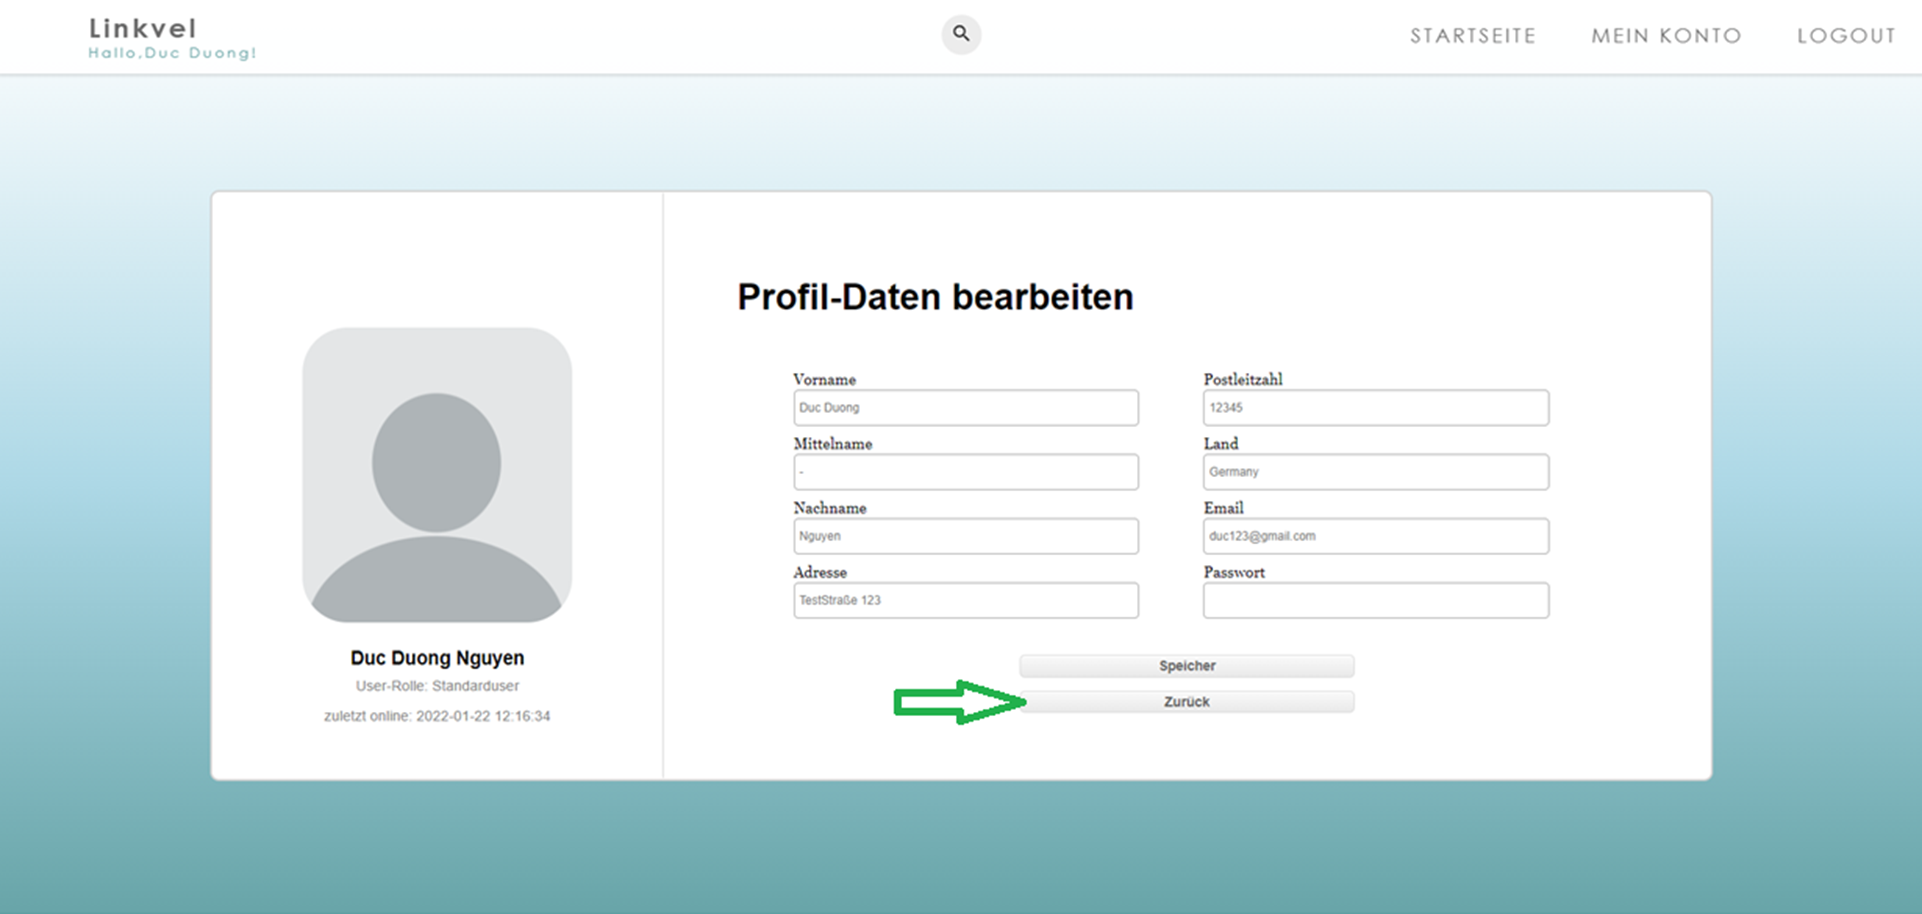 Linkvel
Hallo,Duc Duong!
STARTSEITE
MEIN KONTO
LOGOUT
Duc Duong Nguyen
User-Rolle: Standarduser
zuletzt online: 2022-01-22 12:16:34
Profil-Daten bearbeiten
Vorname
Duc Duong
Mittelname
-
Nachname
Nguyen
Adresse
TestStraße 123
Postleitzahl
12345
Land
Germany
Email
duc123@gmail.com
Passwort
Speicher
Zurück